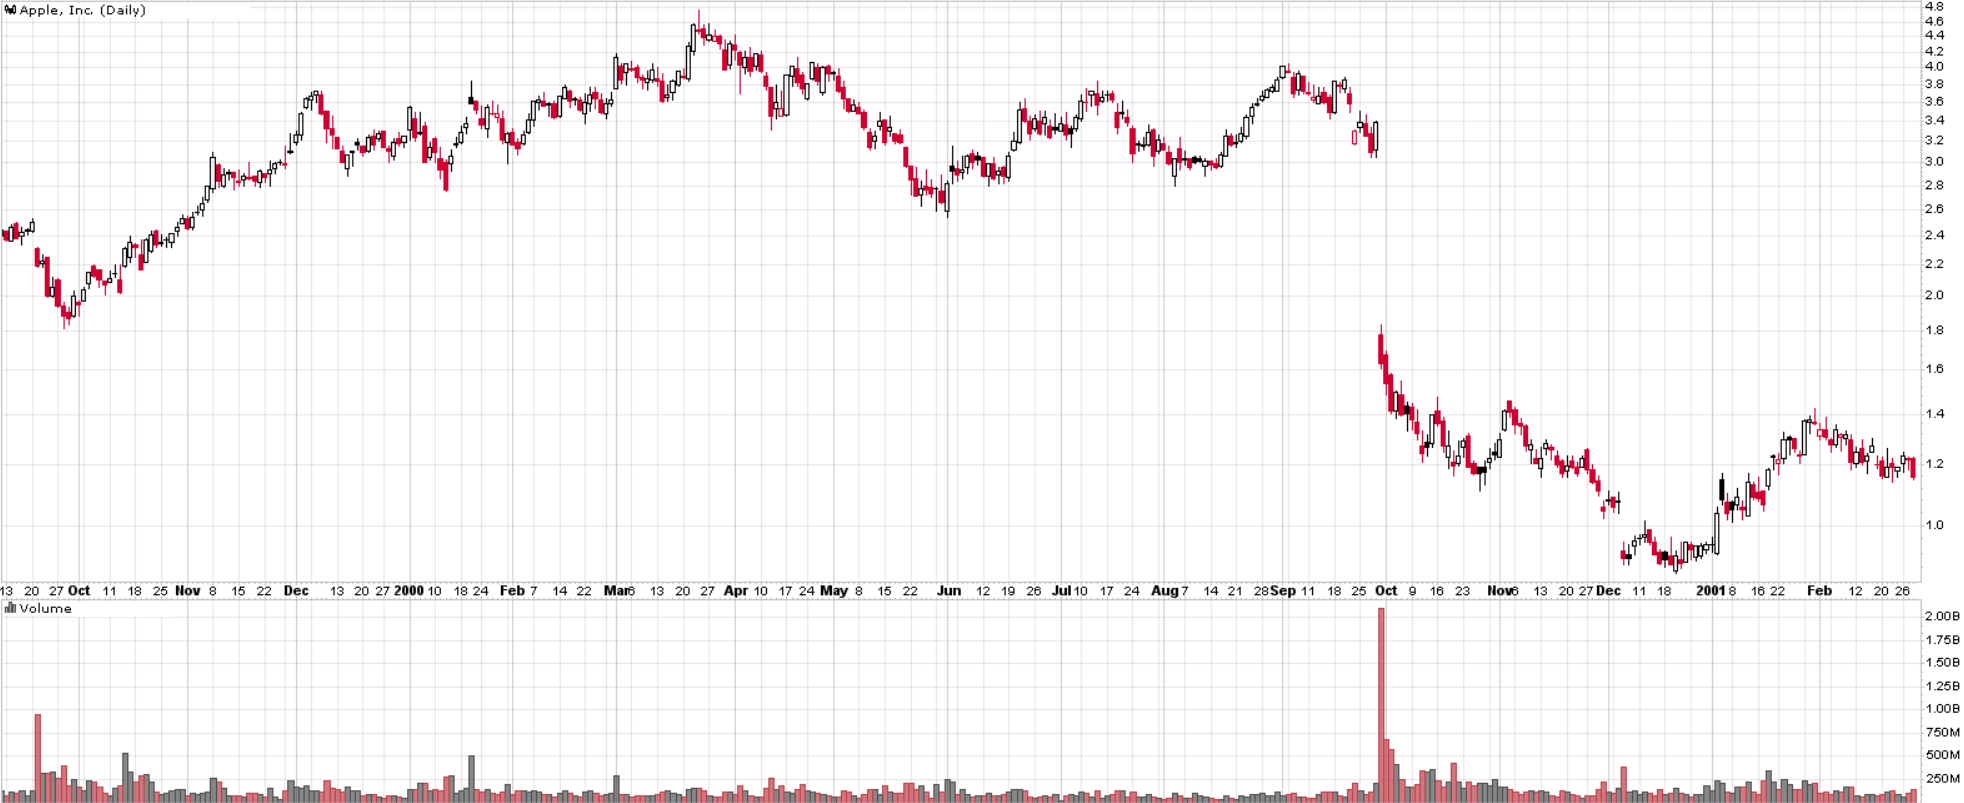 Apple, Inc. (Daily)
4.8
4.6
4.4
4.2
4.0
3.8
3.6
3.4
3.2
3.0
2.8
2.6
2.4
2.2
2.0
1.8
1.6
1.4
1.2
1.0
13 20 27 Oct 11 18 25 Nov 8 15 22 Dec 13 20 27 2000 10 18 24 Feb 7 14 22 Mar 6 13 20 27 Apr 10 17 24 May 8 15 22 Jun 12 19 26 Jul 10 17 24 Aug 7 14 21 28 Sep 11 18 25 Oct 9 16 23 Nov 6 13 20 27 Dec 11 18 2001 8 16 22 Feb 12 20 26
Volume
2.00B
1.75B
1.50B
1.25B
1.00B
750M
500M
250M